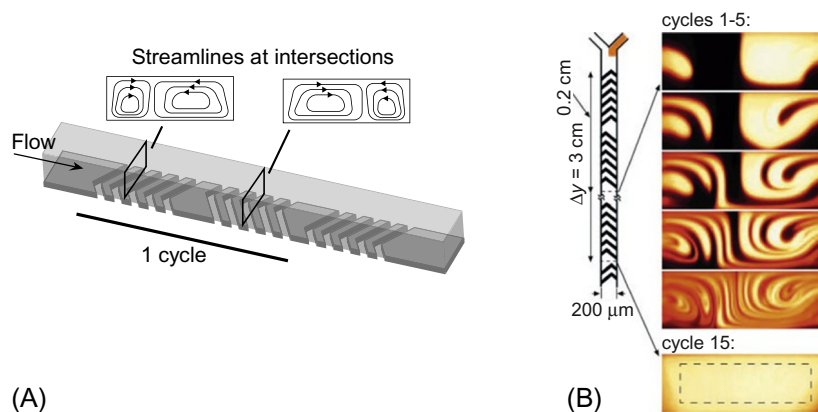 Streamlines at intersections
Flow
1 cycle
(A)
cycles 1-5:
0.2 cm
Δy = 3 cm
200 μm
cycle 15:
(B)